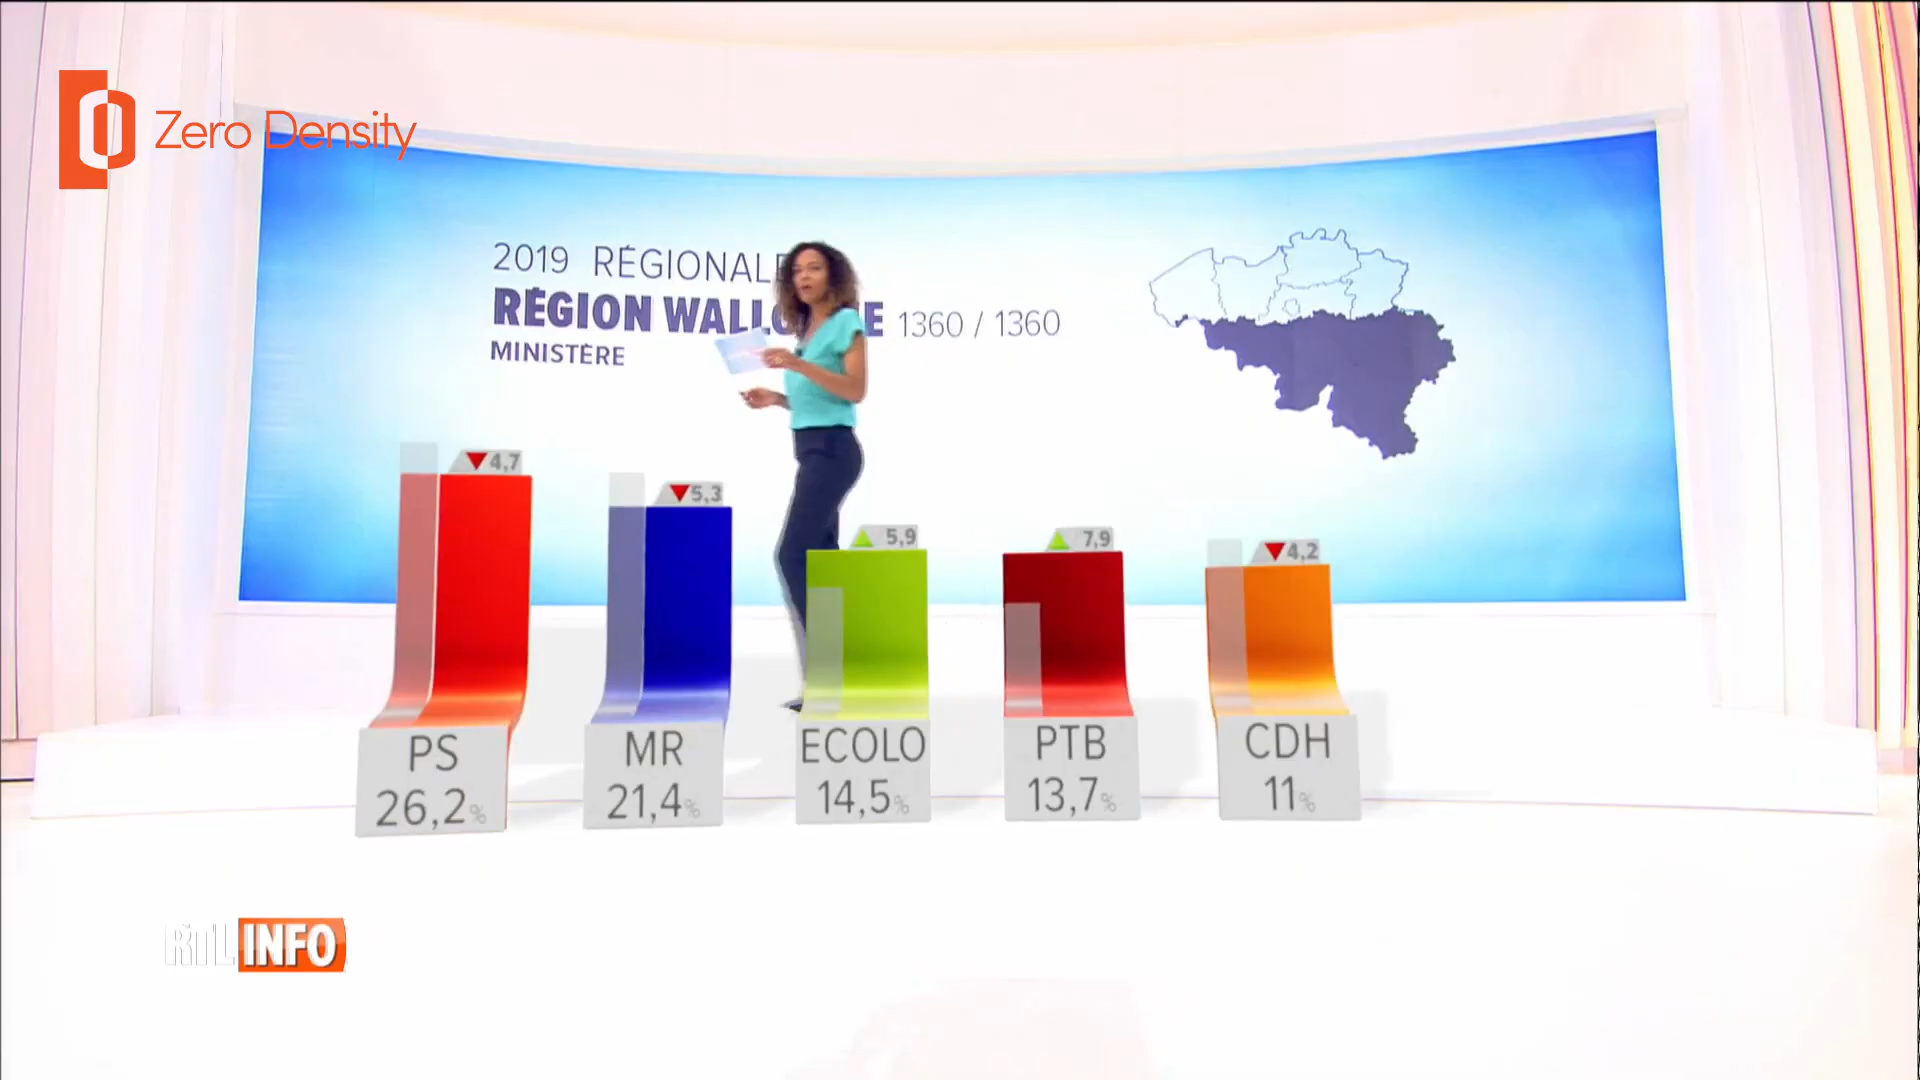 Zero Density
2019 RÉGIONALE
RÉGION WALLO E 1360 / 1360
MINISTÈRE
▼4,7
▼5,3
▲ 5,9
▲ 7,9
▼4,2
PS
26,2%
MR
21,4%
ECOLO
14,5%
PTB
13,7%
CDH
11%
RTL INFO